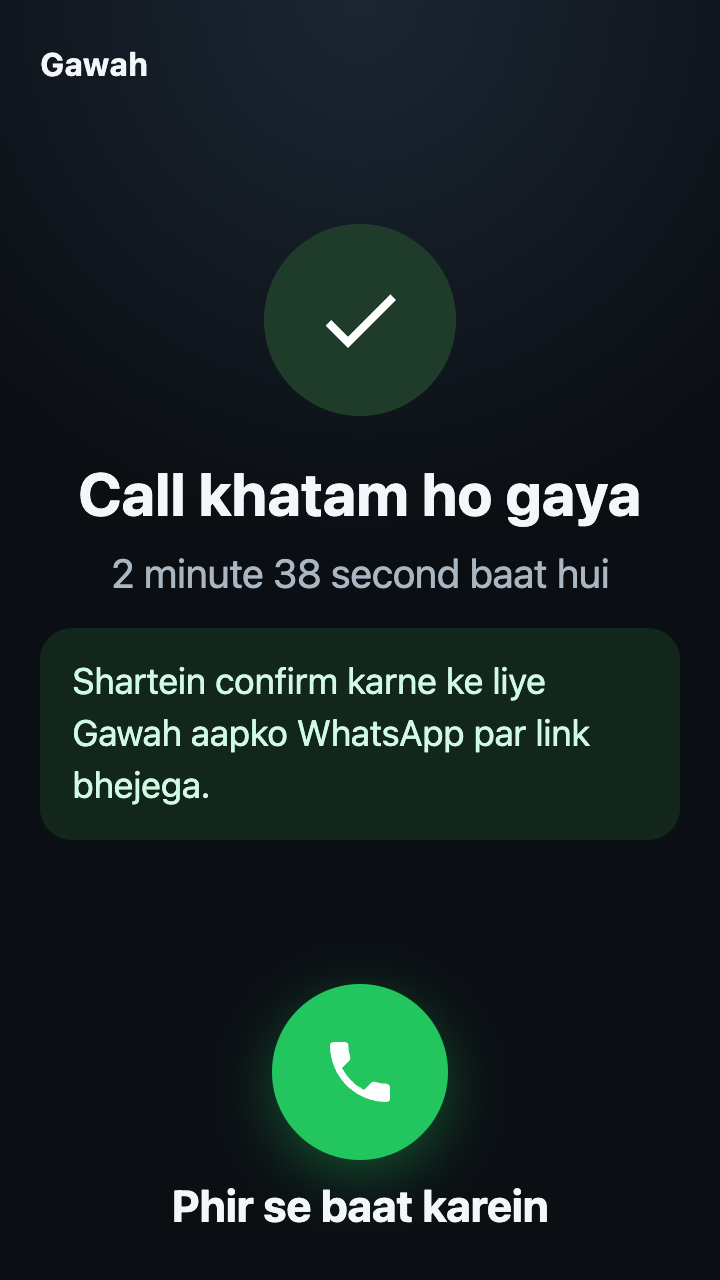 Gawah
Call khatam ho gaya
2 minute 38 second baat hui
Shartein confirm karne ke liye
Gawah aapko WhatsApp par link
bhejega.
Phir se baat karein